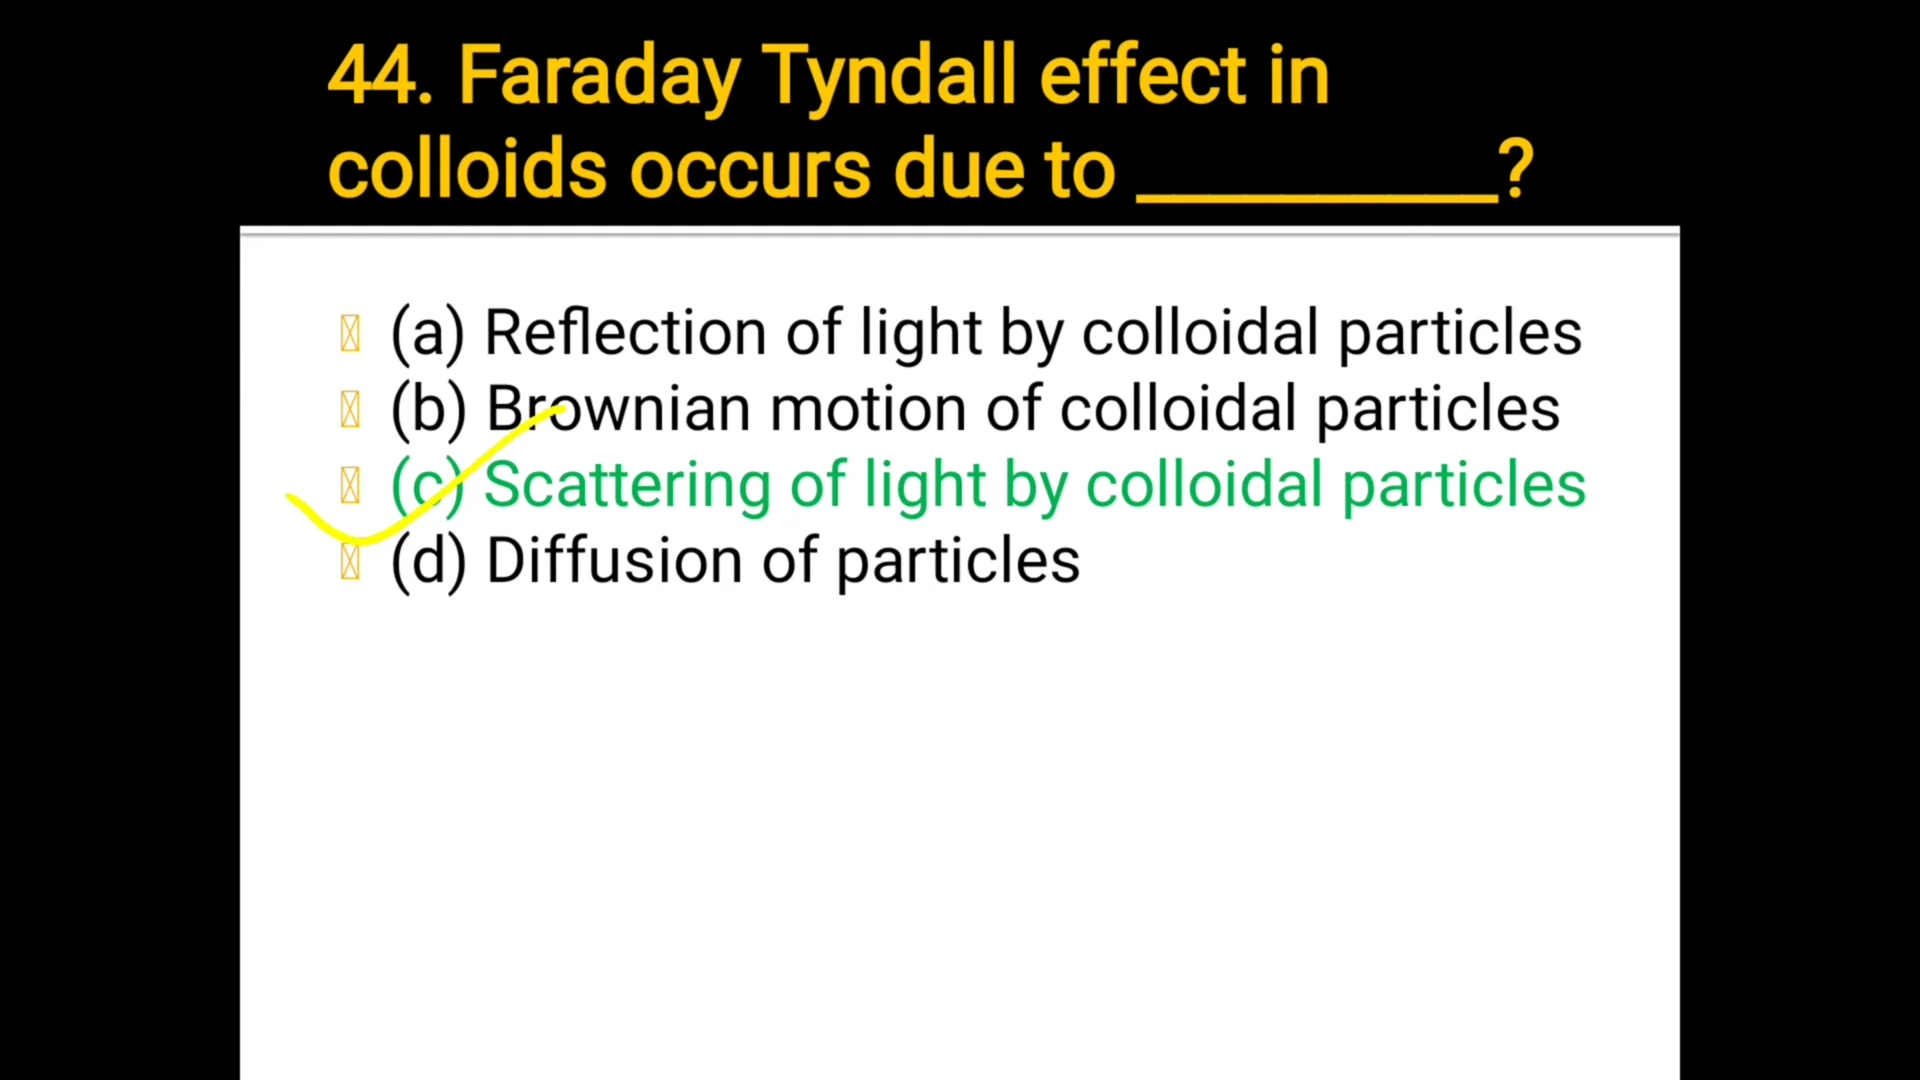 44. Faraday Tyndall effect in
colloids occurs due to __________?
(a) Reflection of light by colloidal particles
(b) Brownian motion of colloidal particles
(c) Scattering of light by colloidal particles
(d) Diffusion of particles